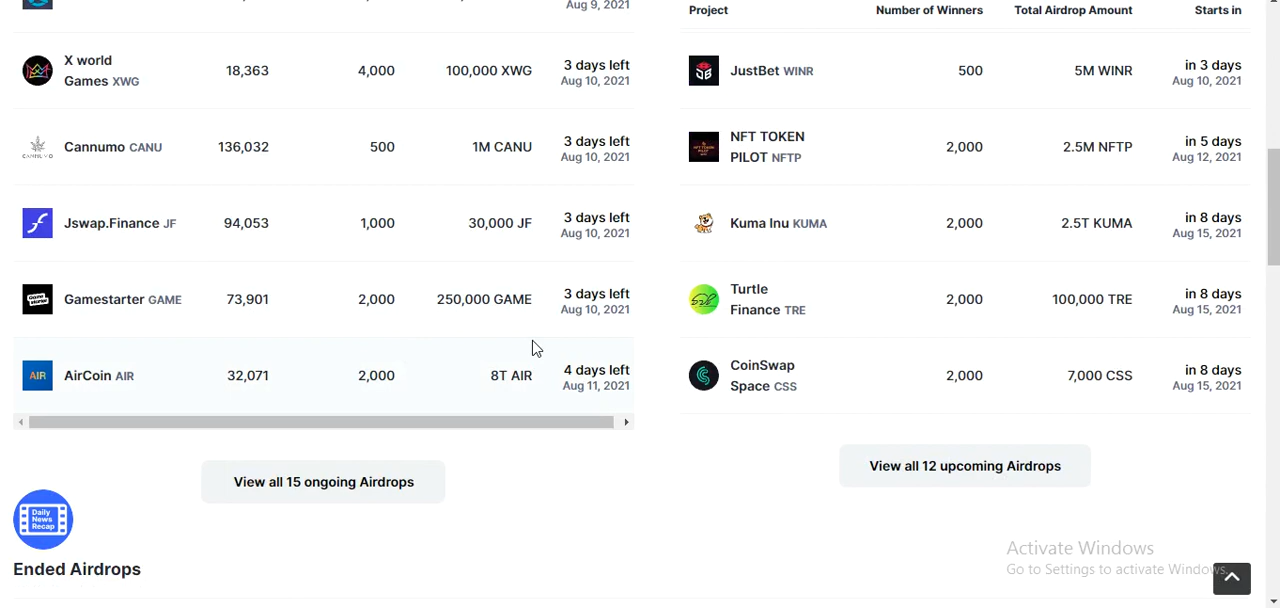 Aug 9, 2021
X world
Games XWG
18,363
4,000
100,000 XWG
3 days left
Aug 10, 2021
Cannumo CANU
136,032
500
1M CANU
3 days left
Aug 10, 2021
Jswap.Finance JF
94,053
1,000
30,000 JF
3 days left
Aug 10, 2021
Gamestarter GAME
73,901
2,000
250,000 GAME
3 days left
Aug 10, 2021
AIR
AirCoin AIR
32,071
2,000
8T AIR
4 days left
Aug 11, 2021
View all 15 ongoing Airdrops
Project Number of Winners Total Airdrop Amount Starts in
JustBet WINR
500
5M WINR
in 3 days
Aug 10, 2021
NFT TOKEN
PILOT NFTP
2,000
2.5M NFTP
in 5 days
Aug 12, 2021
Kuma Inu KUMA
2,000
2.5T KUMA
in 8 days
Aug 15, 2021
Turtle
Finance TRE
2,000
100,000 TRE
in 8 days
Aug 15, 2021
CoinSwap
Space CSS
2,000
7,000 CSS
in 8 days
Aug 15, 2021
View all 12 upcoming Airdrops
Daily
News
Recap
Ended Airdrops
Activate Windows
Go to Settings to activate Windows.